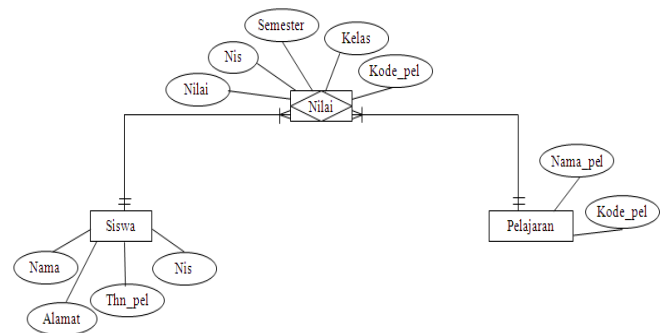 Semester
Kelas
Nis
Kode_pel
Nilai
Nilai
Nama_pel
Kode_pel
Siswa
Pelajaran
Nama
Nis
Thn_pel
Alamat